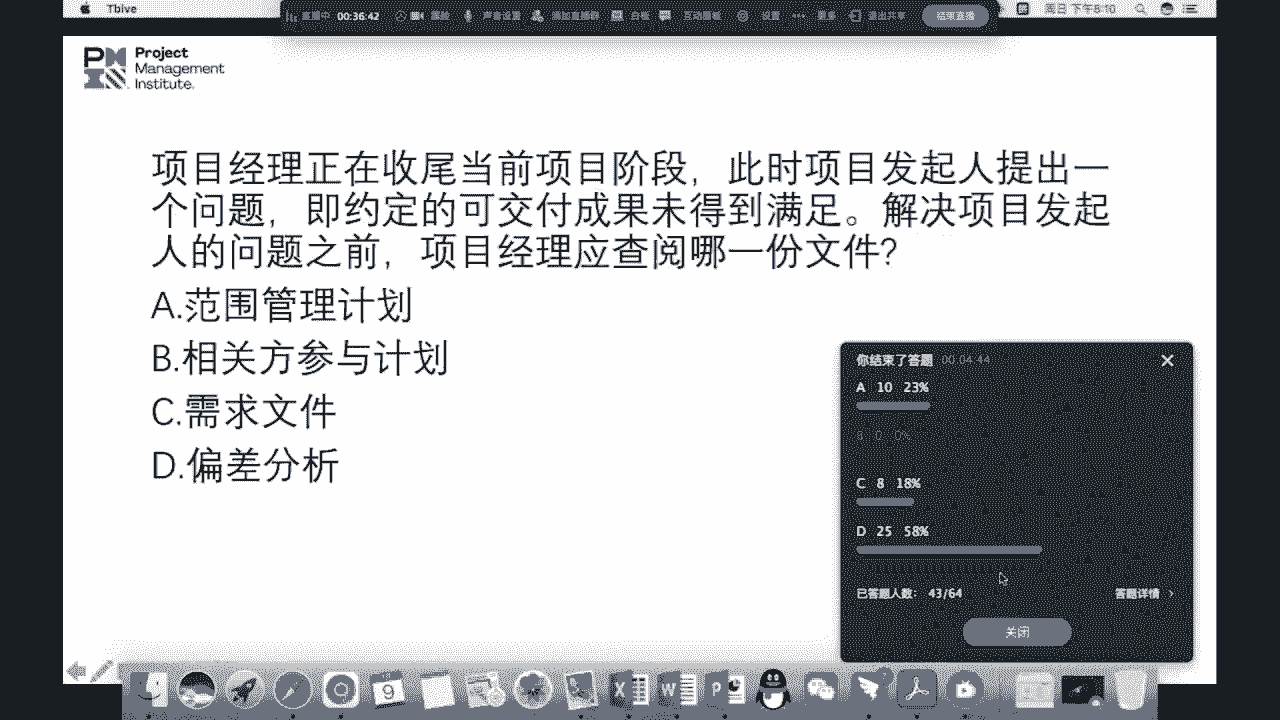 Tbive
直播中 00:36:42
声音设置
白板
互动面板
设置
更多
退出共享
结束直播
周日 下午8:10
Project
Management
Institute.
项目经理正在收尾当前项目阶段，此时项目发起人提出一
个问题，即约定的可交付成果未得到满足。解决项目发起
人的问题之前，项目经理应查阅哪一份文件?
A.范围管理计划
B.相关方参与计划
C.需求文件
D.偏差分析
你结束了答题 00:04:44
A 10 23%
B 0 0%
C 8 18%
D 25 58%
已答题人数： 43/64
答题详情
关闭
9